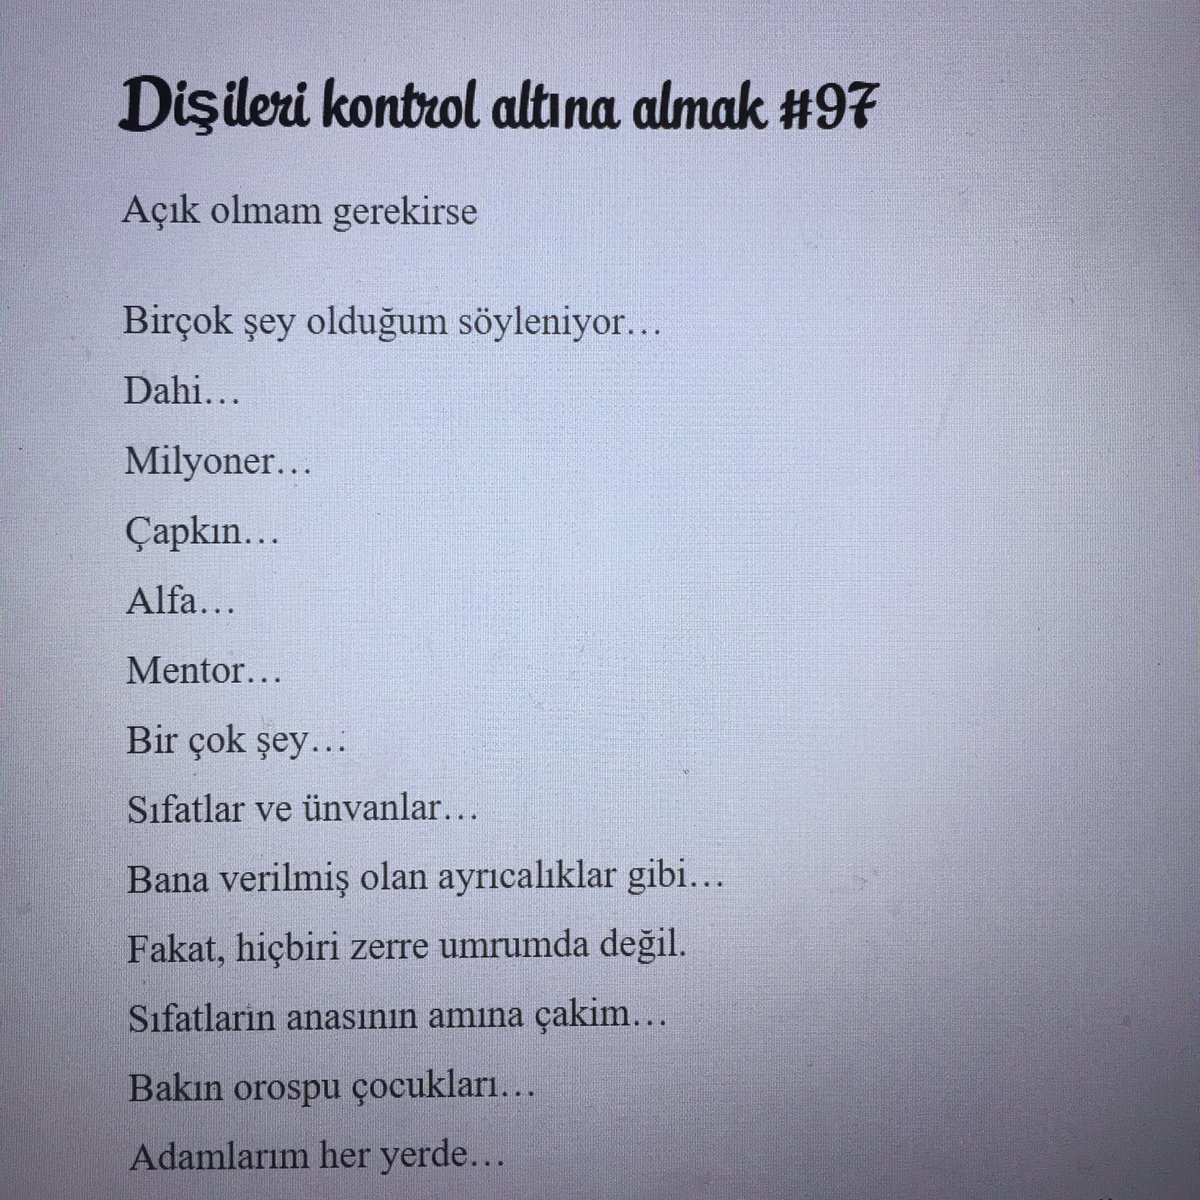 Dişileri kontrol altına almak #97
Açık olmam gerekirse
Birçok şey olduğum söyleniyor…
Dahi…
Milyoner…
Çapkın…
Alfa…
Mentor…
Bir çok şey…
Sıfatlar ve ünvanlar…
Bana verilmiş olan ayrıcalıklar gibi…
Fakat, hiçbiri zerre umrumda değil.
Sıfatlarin anasının amına çakim…
Bakın orospu çocukları…
Adamlarım her yerde…